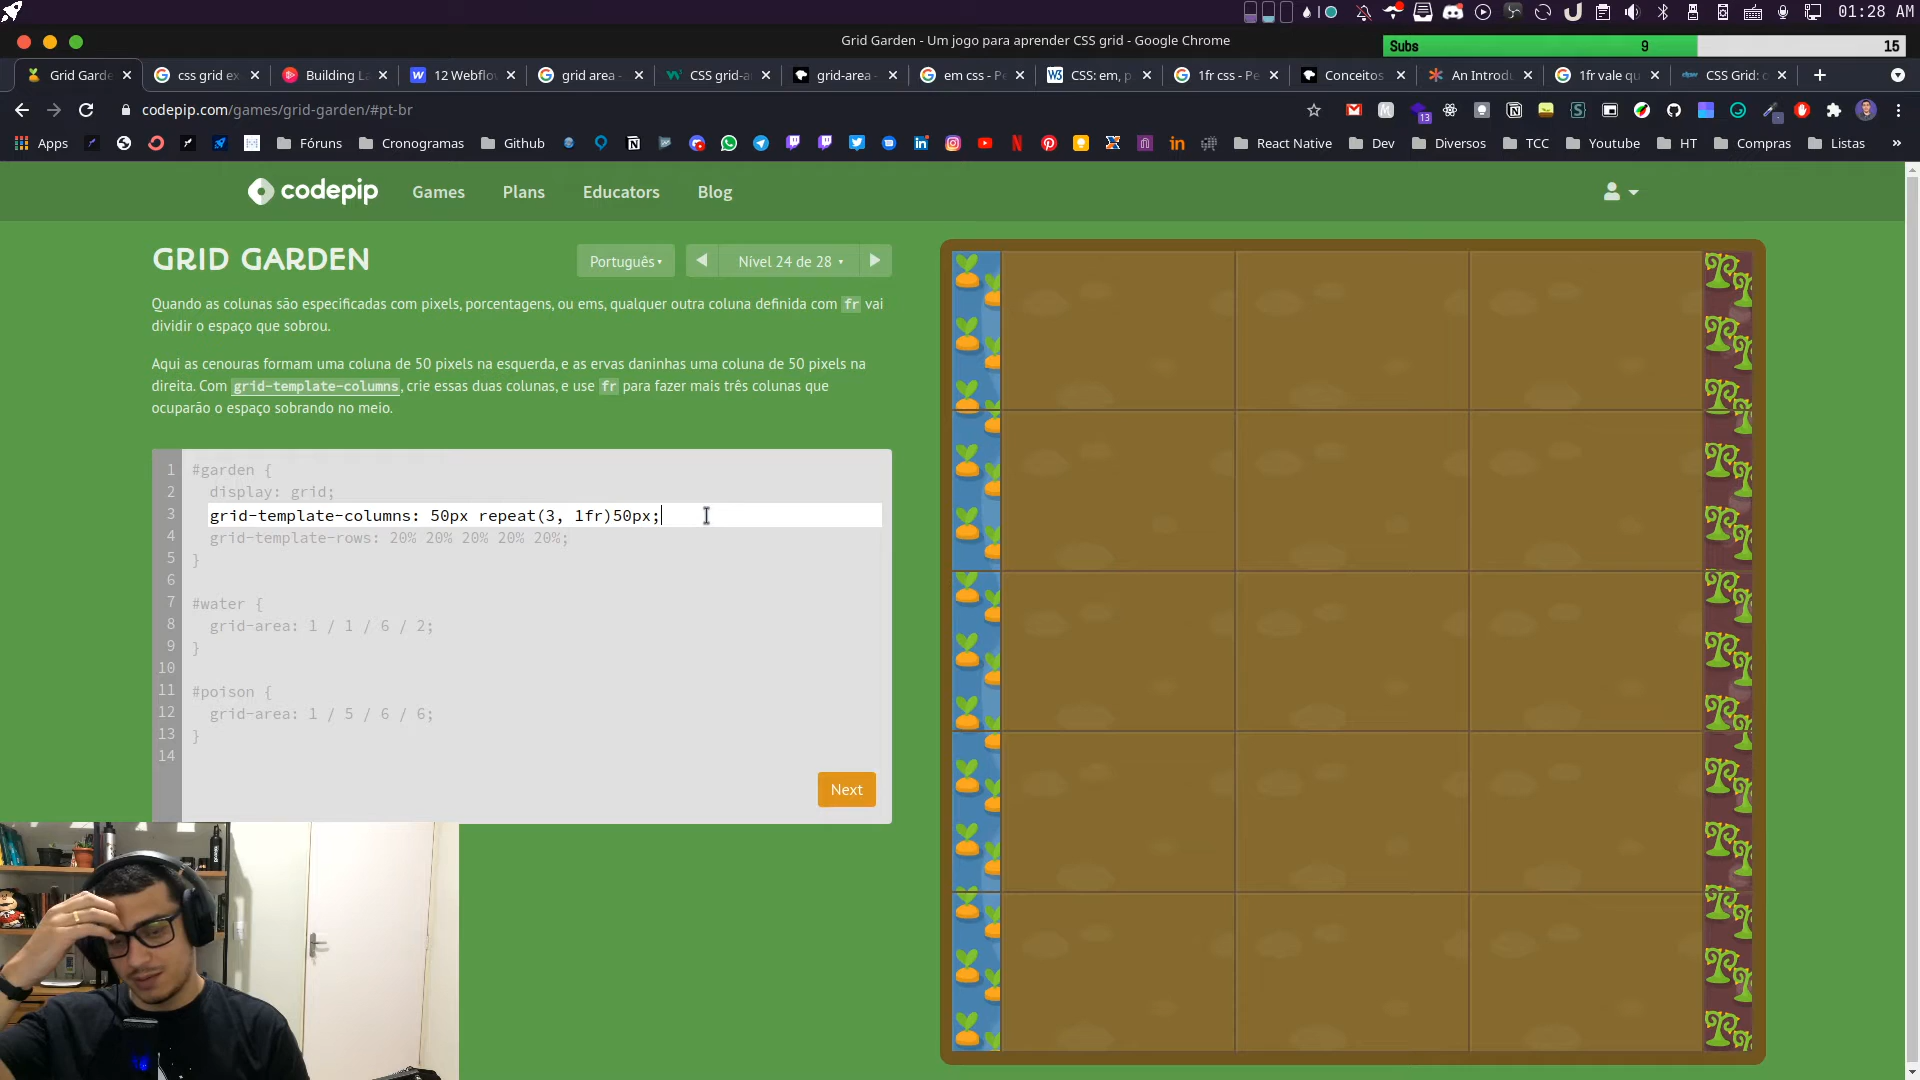 01:28 AM
Grid Garden - Um jogo para aprender CSS grid - Google Chrome
Subs 9 15
Grid Garde
css grid ex
Building La
12 Webflov
grid area -
CSS grid-ar
grid-area -
em css - Pe
CSS: em, p
1fr css - Pe
Conceitos
An Introdu
1fr vale qu
CSS Grid: o
codepip.com/games/grid-garden/#pt-br
13
Apps
Fóruns
Cronogramas
Github
React Native
Dev
Diversos
TCC
Youtube
HT
Compras
Listas
codepip
Games
Plans
Educators
Blog
GRID GARDEN
Português
Nível 24 de 28
Quando as colunas são especificadas com pixels, porcentagens, ou ems, qualquer outra coluna definida com fr vai
dividir o espaço que sobrou.
Aqui as cenouras formam uma coluna de 50 pixels na esquerda, e as ervas daninhas uma coluna de 50 pixels na
direita. Com grid-template-columns, crie essas duas colunas, e use fr para fazer mais três colunas que
ocuparão o espaço sobrando no meio.
1 #garden {
2 display: grid;
3 grid-template-columns: 50px repeat(3, 1fr)50px;
4 grid-template-rows: 20% 20% 20% 20% 20%;
5 }
6
7 #water {
8 grid-area: 1 / 1 / 6 / 2;
9 }
10
11 #poison {
12 grid-area: 1 / 5 / 6 / 6;
13 }
14
Next